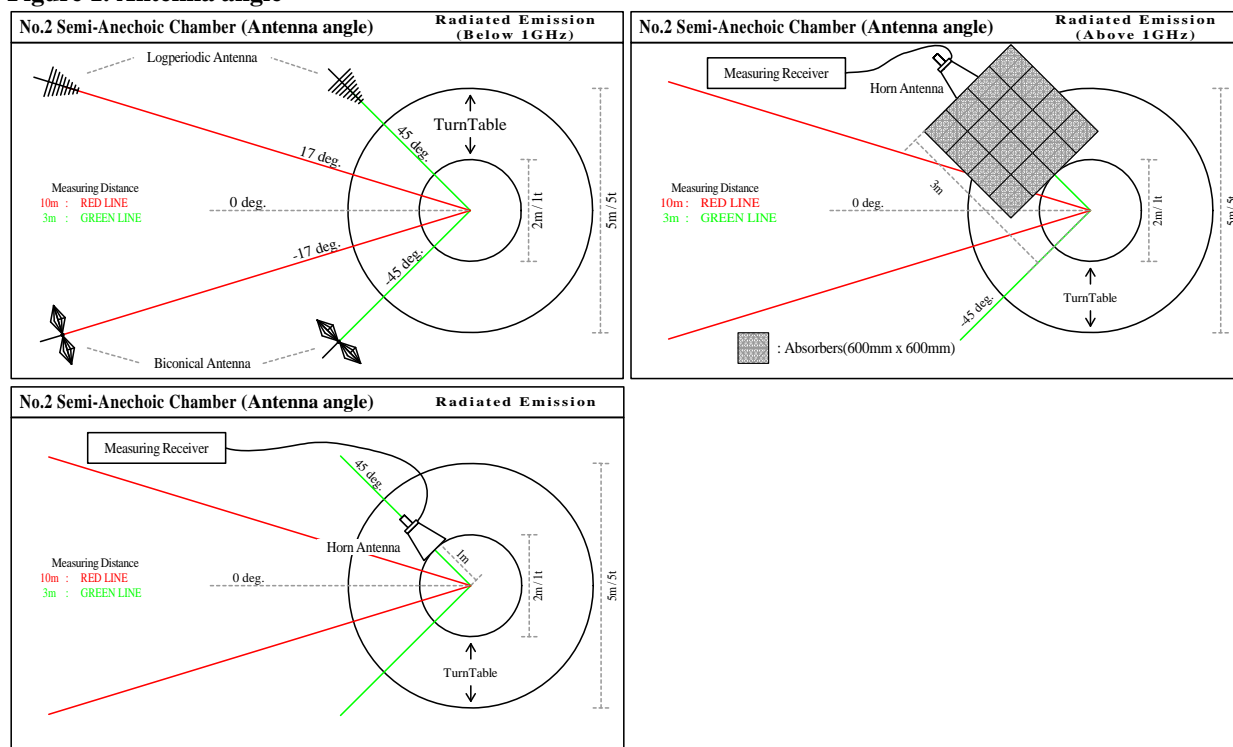 No.2 Semi-Anechoic Chamber (Antenna angle)
Radiated Emission
(Below 1GHz)
Logperiodic Antenna
TurnTable
45 deg.
17 deg.
Measuring Distance
10m : RED LINE
3m : GREEN LINE
0 deg.
2m / 1t
5m / 5t
-17 deg.
-45 deg.
Biconical Antenna
No.2 Semi-Anechoic Chamber (Antenna angle)
Radiated Emission
(Above 1GHz)
Measuring Receiver
Horn Antenna
3m
Measuring Distance
10m : RED LINE
3m : GREEN LINE
0 deg.
2m / 1t
5m / 5t
TurnTable
-45 deg.
: Absorbers(600mm x 600mm)
No.2 Semi-Anechoic Chamber (Antenna angle)
Radiated Emission
Measuring Receiver
45 deg.
Horn Antenna
1m
Measuring Distance
10m : RED LINE
3m : GREEN LINE
0 deg.
2m / 1t
5m / 5t
TurnTable